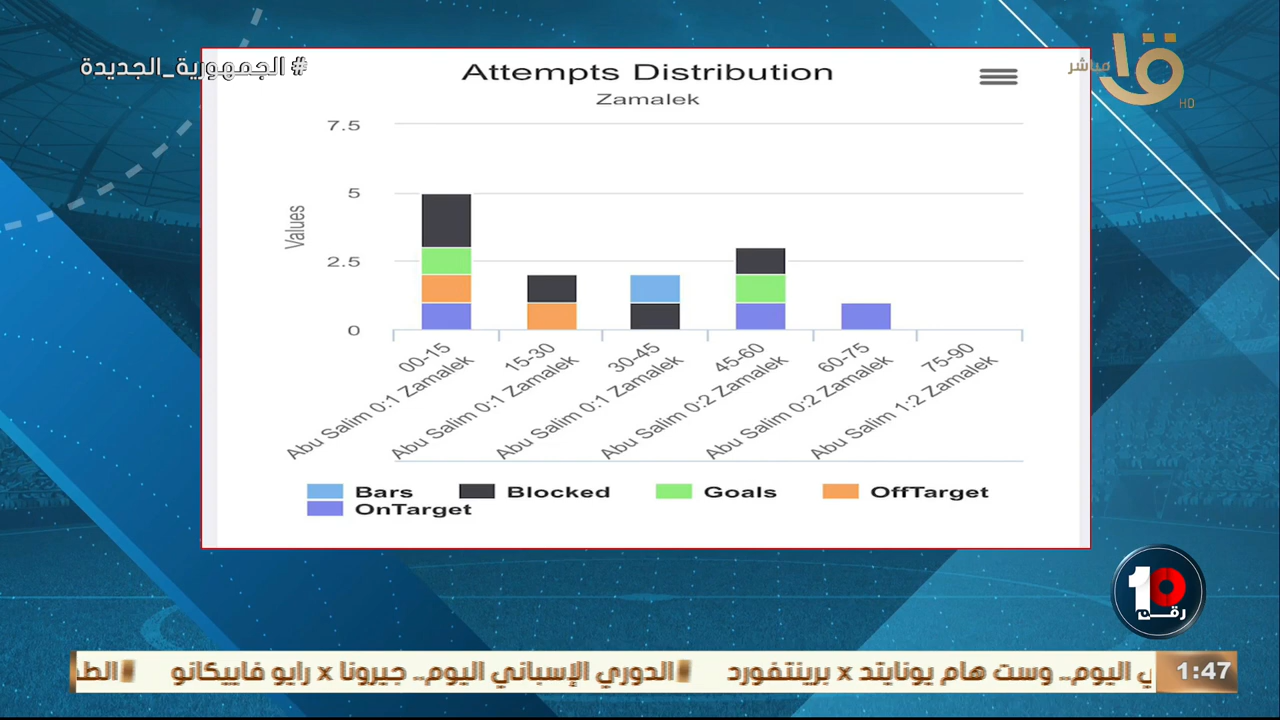 #الجمهورية_الجديدة
مباشر
HD
Attempts Distribution
Zamalek
7.5
5
2.5
0
Values
00-15
Abu Salim 0:1 Zamalek
15-30
Abu Salim 0:1 Zamalek
30-45
Abu Salim 0:1 Zamalek
45-60
Abu Salim 0:2 Zamalek
60-75
Abu Salim 0:2 Zamalek
75-90
Abu Salim 1:2 Zamalek
Bars
Blocked
Goals
OffTarget
OnTarget
10
رقم
اليوم.. وست هام يونايتد x برينتفورد
الدوري الإسباني اليوم.. جيرونا x رايو فاييكانو
1:47